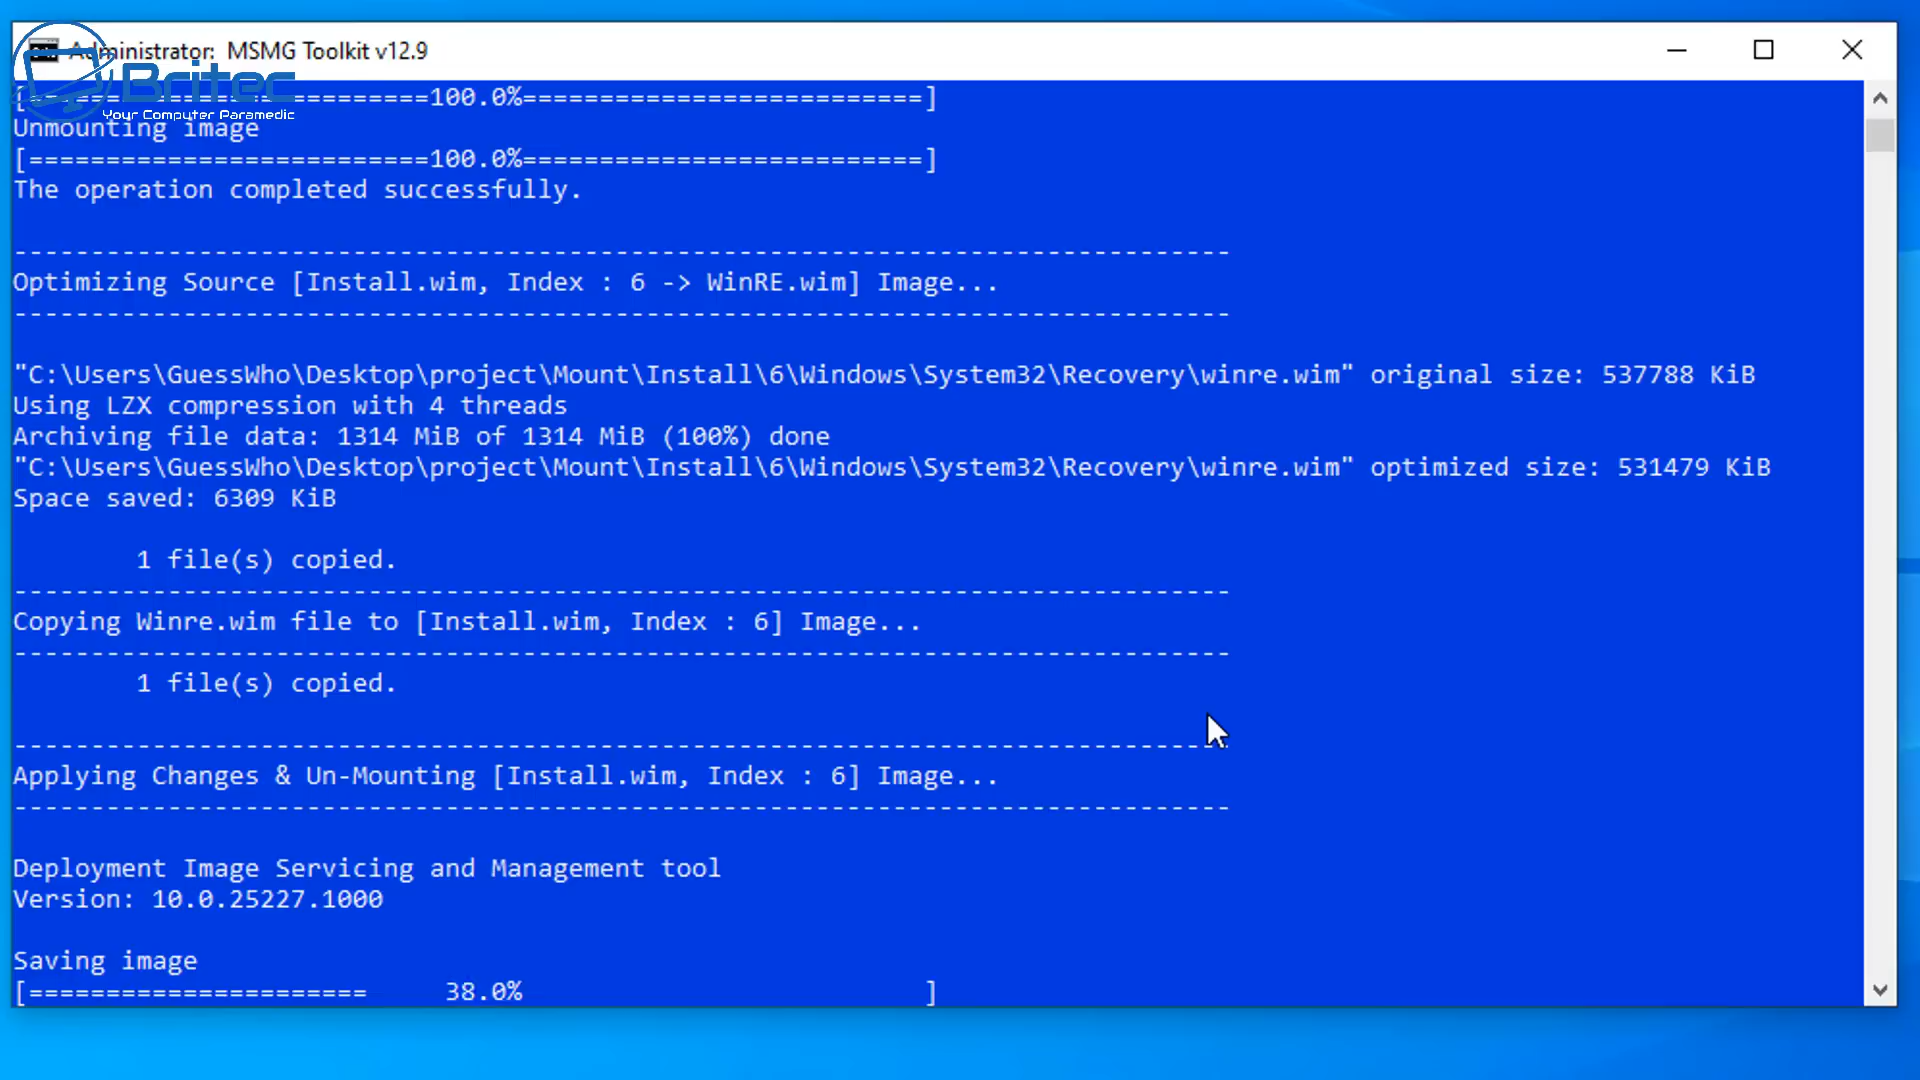 Administrator:  MSMG Toolkit v12.9
Britec
Your Computer Paramedic
[==========================100.0%==========================]
Unmounting image
[==========================100.0%==========================]
The operation completed successfully.
-------------------------------------------------------------------------------
Optimizing Source [Install.wim, Index : 6 -> WinRE.wim] Image...
-------------------------------------------------------------------------------
"C:\Users\GuessWho\Desktop\project\Mount\Install\6\Windows\System32\Recovery\winre.wim" original size: 537788 KiB
Using LZX compression with 4 threads
Archiving file data: 1314 MiB of 1314 MiB (100%) done
"C:\Users\GuessWho\Desktop\project\Mount\Install\6\Windows\System32\Recovery\winre.wim" optimized size: 531479 KiB
Space saved: 6309 KiB
1 file(s) copied.
-------------------------------------------------------------------------------
Copying Winre.wim file to [Install.wim, Index : 6] Image...
-------------------------------------------------------------------------------
1 file(s) copied.
-------------------------------------------------------------------------------
Applying Changes & Un-Mounting [Install.wim, Index : 6] Image...
-------------------------------------------------------------------------------
Deployment Image Servicing and Management tool
Version: 10.0.25227.1000
Saving image
[======================     38.0%                          ]